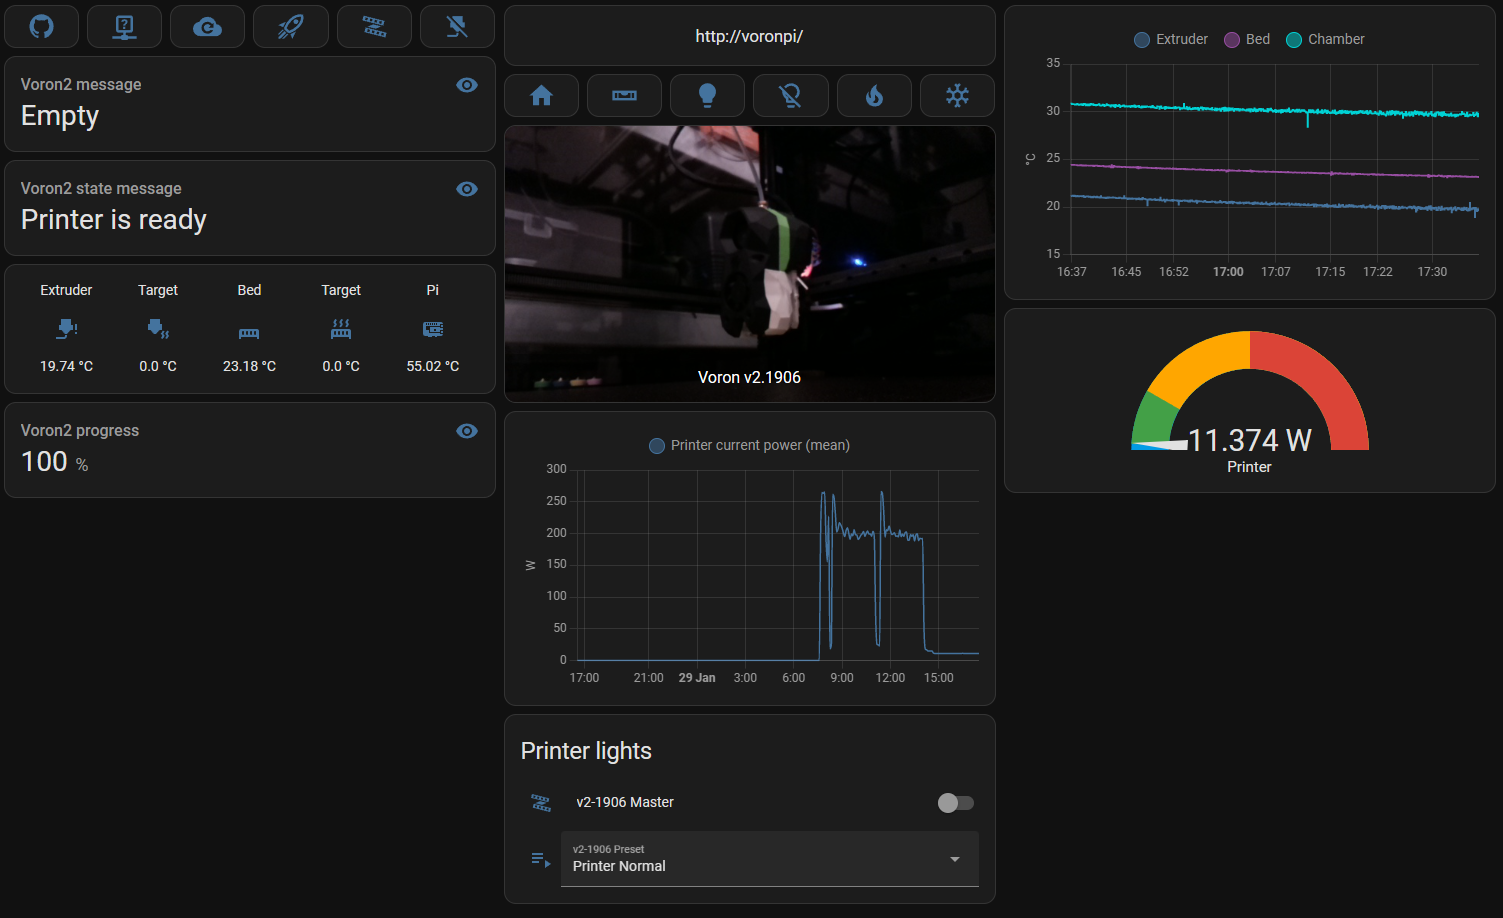 Voron2 message
Empty
Voron2 state message
Printer is ready
Extruder Target Bed Target Pi
19.74 °C 0.0 °C 23.18 °C 0.0 °C 55.02 °C
Voron2 progress
100 %
http://voronpi/
Voron v2.1906
Printer current power (mean)
300
250
200
150
100
50
0
W
17:00 21:00 29 Jan 3:00 6:00 9:00 12:00 15:00
Printer lights
v2-1906 Master
v2-1906 Preset
Printer Normal
Extruder Bed Chamber
35
30
25
20
15
°C
16:37 16:45 16:52 17:00 17:07 17:15 17:22 17:30
11.374 W
Printer